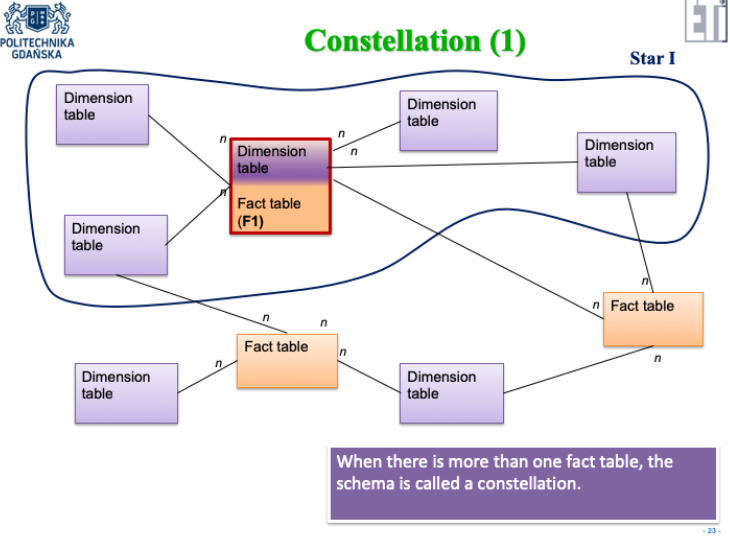 POLITECHNIKA
GDAŃSKA
Constellation (1)
ETI
Star I
Dimension
table
Dimension
table
Dimension
table
Dimension
table
Fact table
(F1)
Dimension
table
n
n
n
n
n
n
Fact table
n
n
n
Fact table
n
n
n
Dimension
table
Dimension
table
When there is more than one fact table, the
schema is called a constellation.
- 23 -